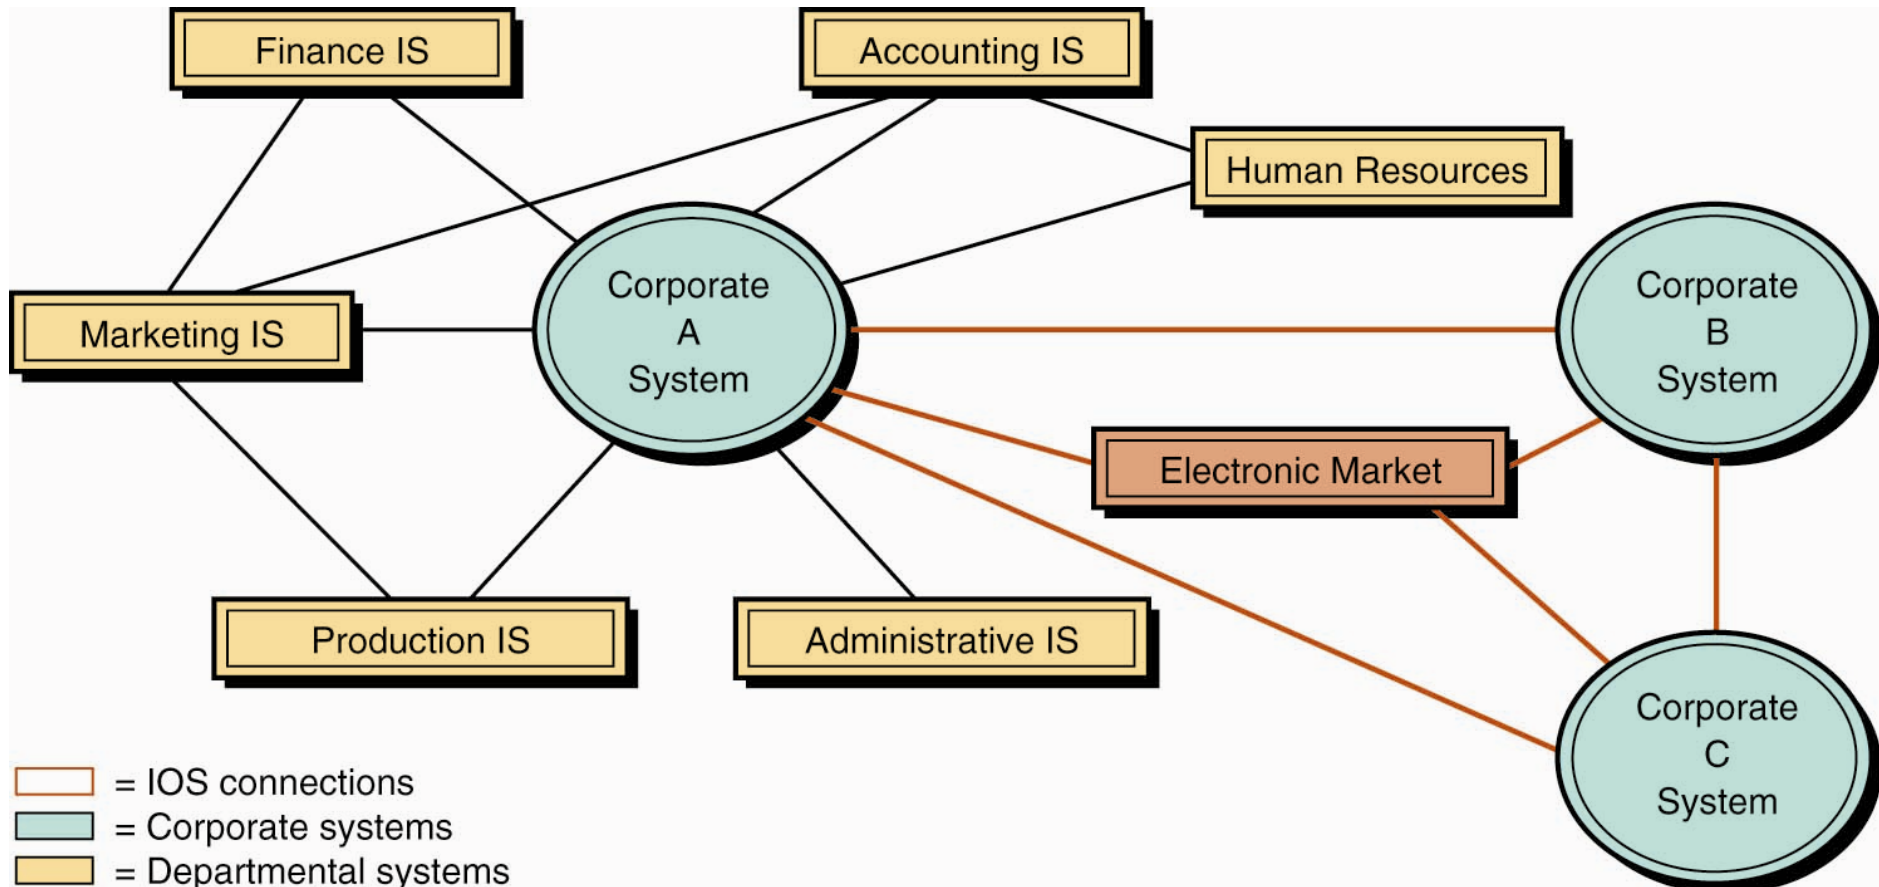 Finance IS
Accounting IS
Human Resources
Corporate
A
System
Corporate
B
System
Marketing IS
Electronic Market
Production IS
Administrative IS
Corporate
C
System
= IOS connections
= Corporate systems
= Departmental systems